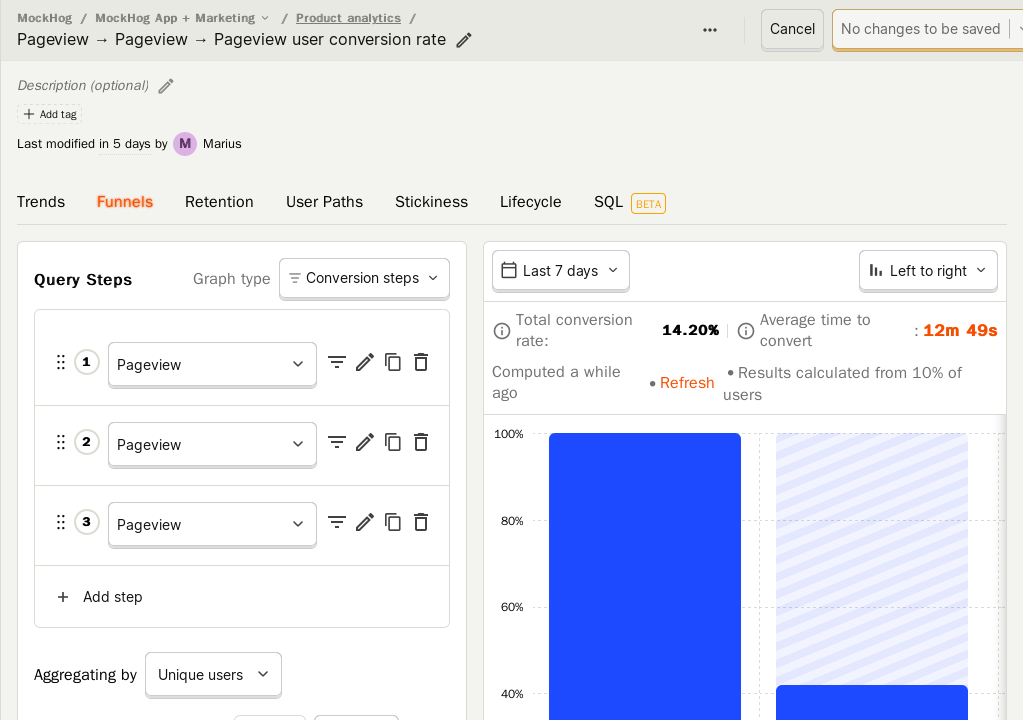 MockHog / MockHog App + Marketing / Product analytics /
Pageview → Pageview → Pageview user conversion rate
Cancel
No changes to be saved
Description (optional)
Add tag
Last modified in 5 days by M Marius
Trends Funnels Retention User Paths Stickiness Lifecycle SQL BETA
Query Steps Graph type Conversion steps
1 Pageview
2 Pageview
3 Pageview
+ Add step
Aggregating by Unique users
Last 7 days Left to right
Total conversion rate: 14.20%
Average time to convert : 12m 49s
Computed a while ago • Refresh • Results calculated from 10% of users
100%
80%
60%
40%